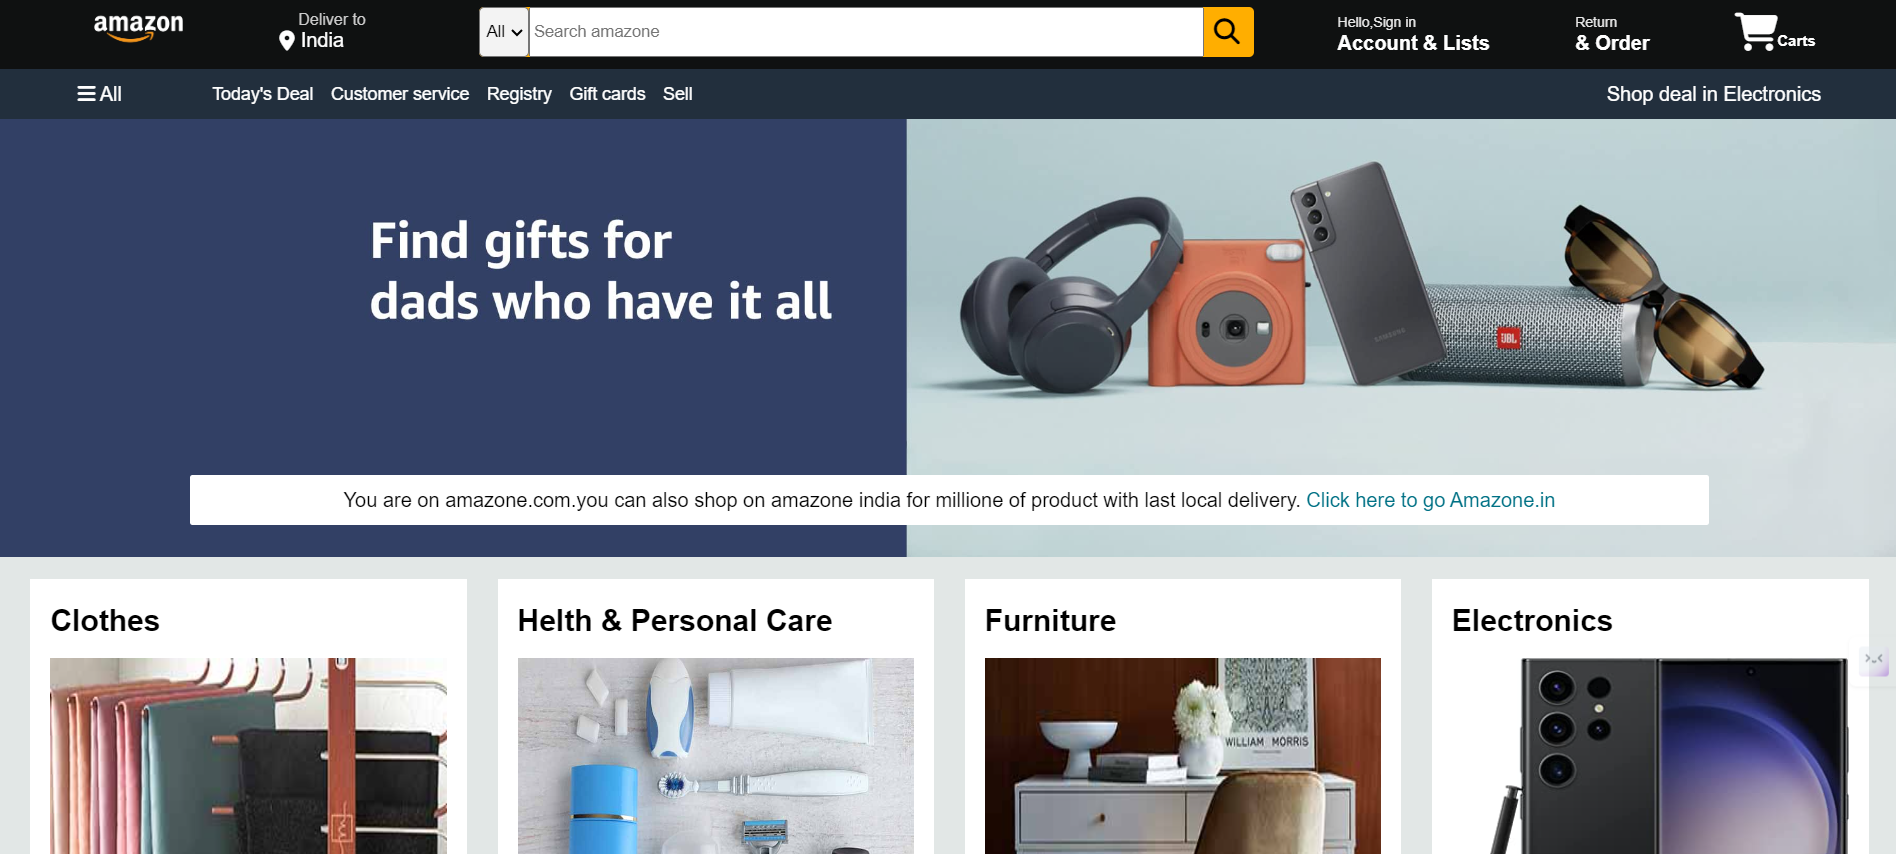 amazon
Deliver to
India
All
Search amazone
Hello,Sign in
Account & Lists
Return
& Order
Carts
All
Today's Deal
Customer service
Registry
Gift cards
Sell
Shop deal in Electronics
Find gifts for
dads who have it all
SAMSUNG
JBL
You are on amazone.com.you can also shop on amazone india for millione of product with last local delivery. Click here to go Amazone.in
Clothes
Helth & Personal Care
Furniture
Electronics
WILLIAM MORRIS